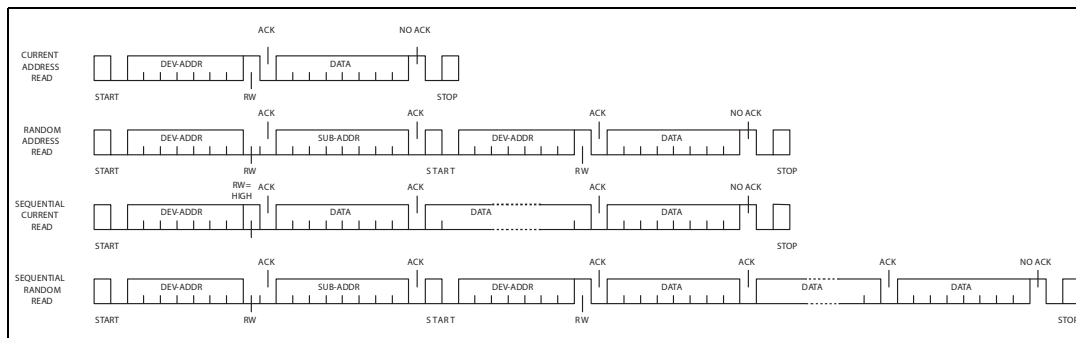 ACK NO ACK
CURRENT
ADDRESS
READ
DEV-ADDR DATA
START RW STOP
ACK ACK ACK NO ACK
RANDOM
ADDRESS
READ
DEV-ADDR SUB-ADDR DEV-ADDR DATA
START RW START RW STOP
RW=
HIGH
ACK ACK ACK NO ACK
SEQUENTIAL
CURRENT
READ
DEV-ADDR DATA DATA DATA
START STOP
ACK ACK ACK ACK ACK NO ACK
SEQUENTIAL
RANDOM
READ
DEV-ADDR SUB-ADDR DEV-ADDR DATA DATA DATA
START RW START RW STOP